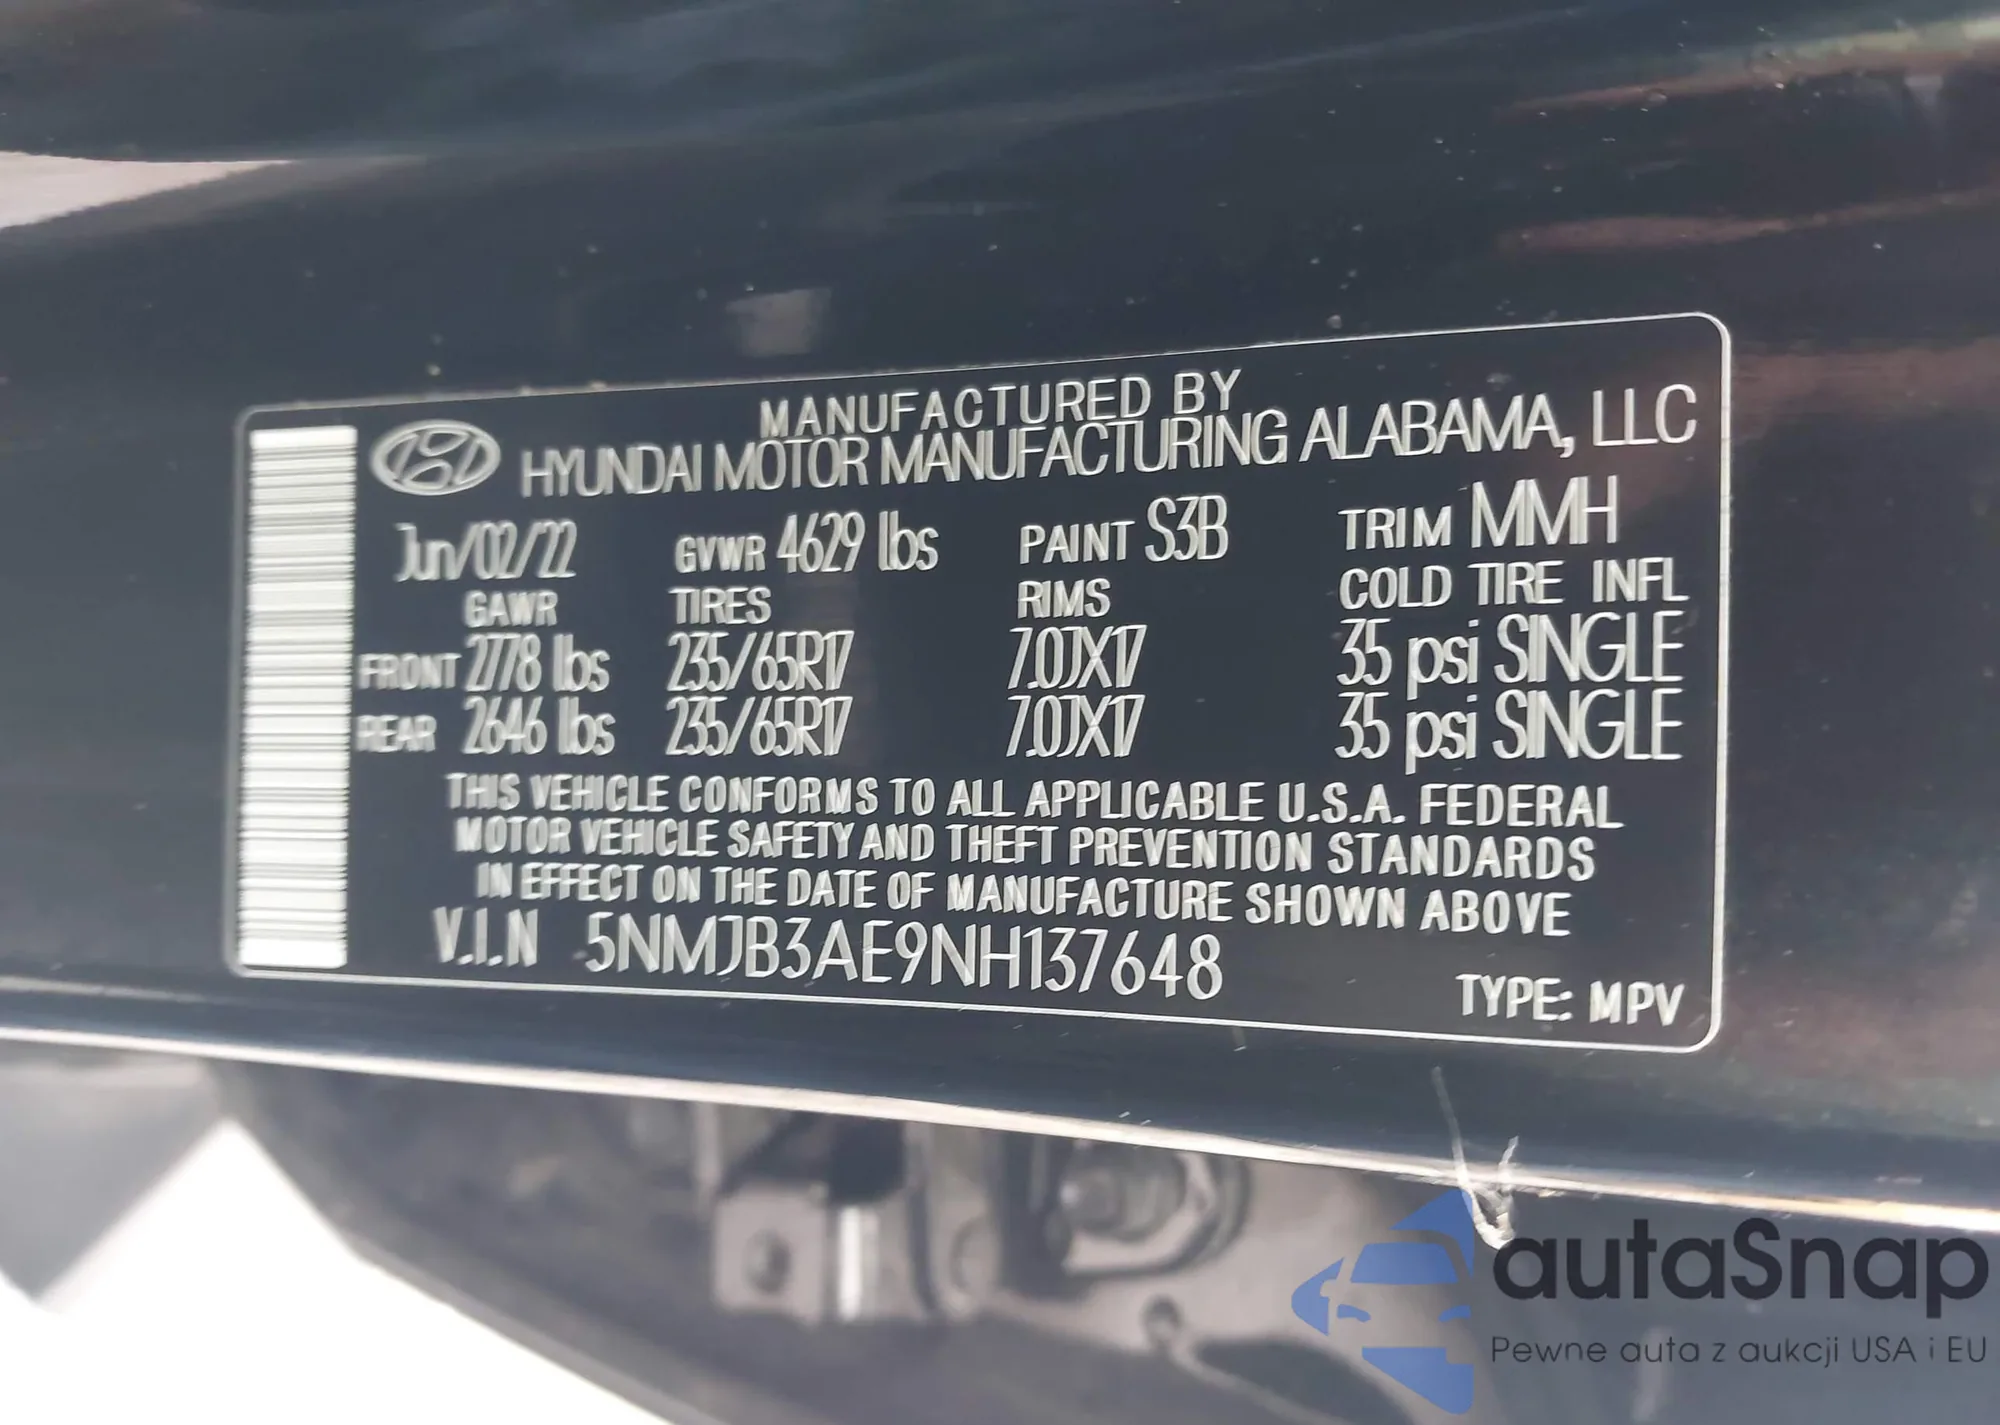 MANUFACTURED BY
HYUNDAI MOTOR MANUFACTURING ALABAMA, LLC
Jun/02/22 GVWR 4629 lbs PAINT S3B TRIM MMH
GAWR TIRES RIMS COLD TIRE INFL
FRONT 2778 lbs 235/65R17 7.0JX17 35 psi SINGLE
REAR 2646 lbs 235/65R17 7.0JX17 35 psi SINGLE
THIS VEHICLE CONFORMS TO ALL APPLICABLE U.S.A. FEDERAL
MOTOR VEHICLE SAFETY AND THEFT PREVENTION STANDARDS
IN EFFECT ON THE DATE OF MANUFACTURE SHOWN ABOVE
V.I.N 5NMJB3AE9NH137648
TYPE: MPV
autaSnap
Pewne auta z aukcji USA i EU